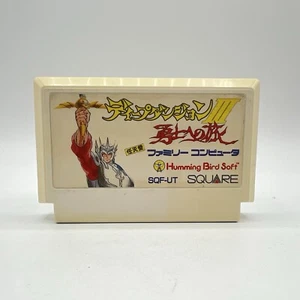 ディープダンジョンIII
勇士への旅
ファミリー コンピュータ
Humming Bird Soft
SQF-UT SQUARE